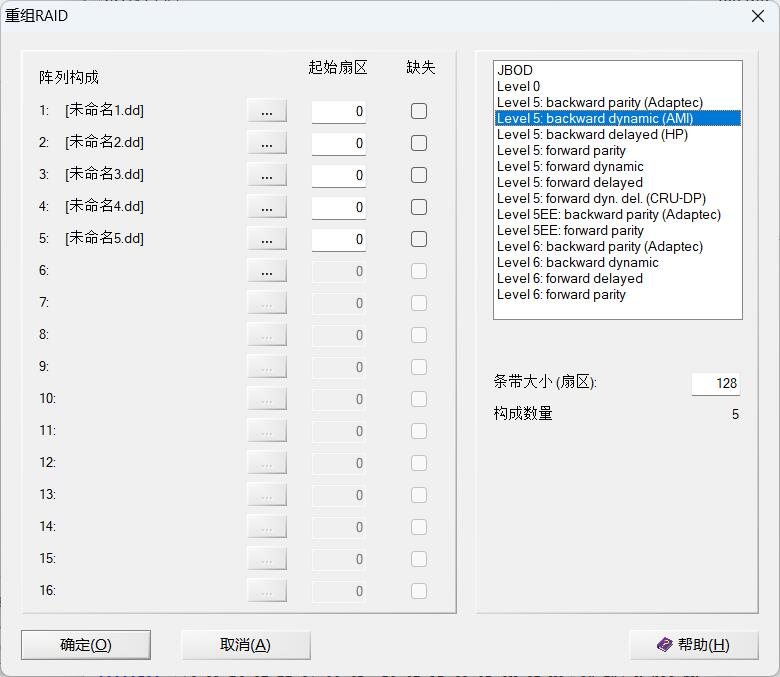 重组RAID
阵列构成 起始扇区 缺失
1: [未命名1.dd] ... 0
2: [未命名2.dd] ... 0
3: [未命名3.dd] ... 0
4: [未命名4.dd] ... 0
5: [未命名5.dd] ... 0
6: ... 0
7: ... 0
8: ... 0
9: ... 0
10: ... 0
11: ... 0
12: ... 0
13: ... 0
14: ... 0
15: ... 0
16: ... 0
JBOD
Level 0
Level 5: backward parity (Adaptec)
Level 5: backward dynamic (AMI)
Level 5: backward delayed (HP)
Level 5: forward parity
Level 5: forward dynamic
Level 5: forward delayed
Level 5: forward dyn. del. (CRU-DP)
Level 5EE: backward parity (Adaptec)
Level 5EE: forward parity
Level 6: backward parity (Adaptec)
Level 6: backward dynamic
Level 6: forward delayed
Level 6: forward parity
条带大小 (扇区): 128
构成数量 5
确定(O) 取消(A) 帮助(H)